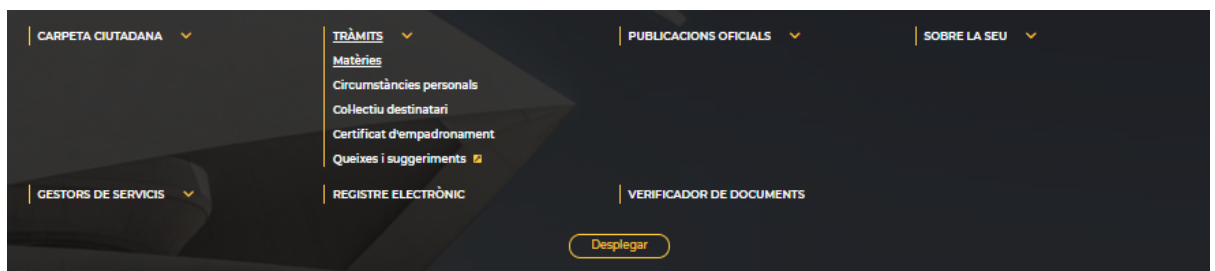 CARPETA CIUTADANA
TRÀMITS
Matèries
Circumstàncies personals
Col·lectiu destinatari
Certificat d'empadronament
Queixes i suggeriments
PUBLICACIONS OFICIALS
SOBRE LA SEU
GESTORS DE SERVICIS
REGISTRE ELECTRÒNIC
VERIFICADOR DE DOCUMENTS
Desplegar